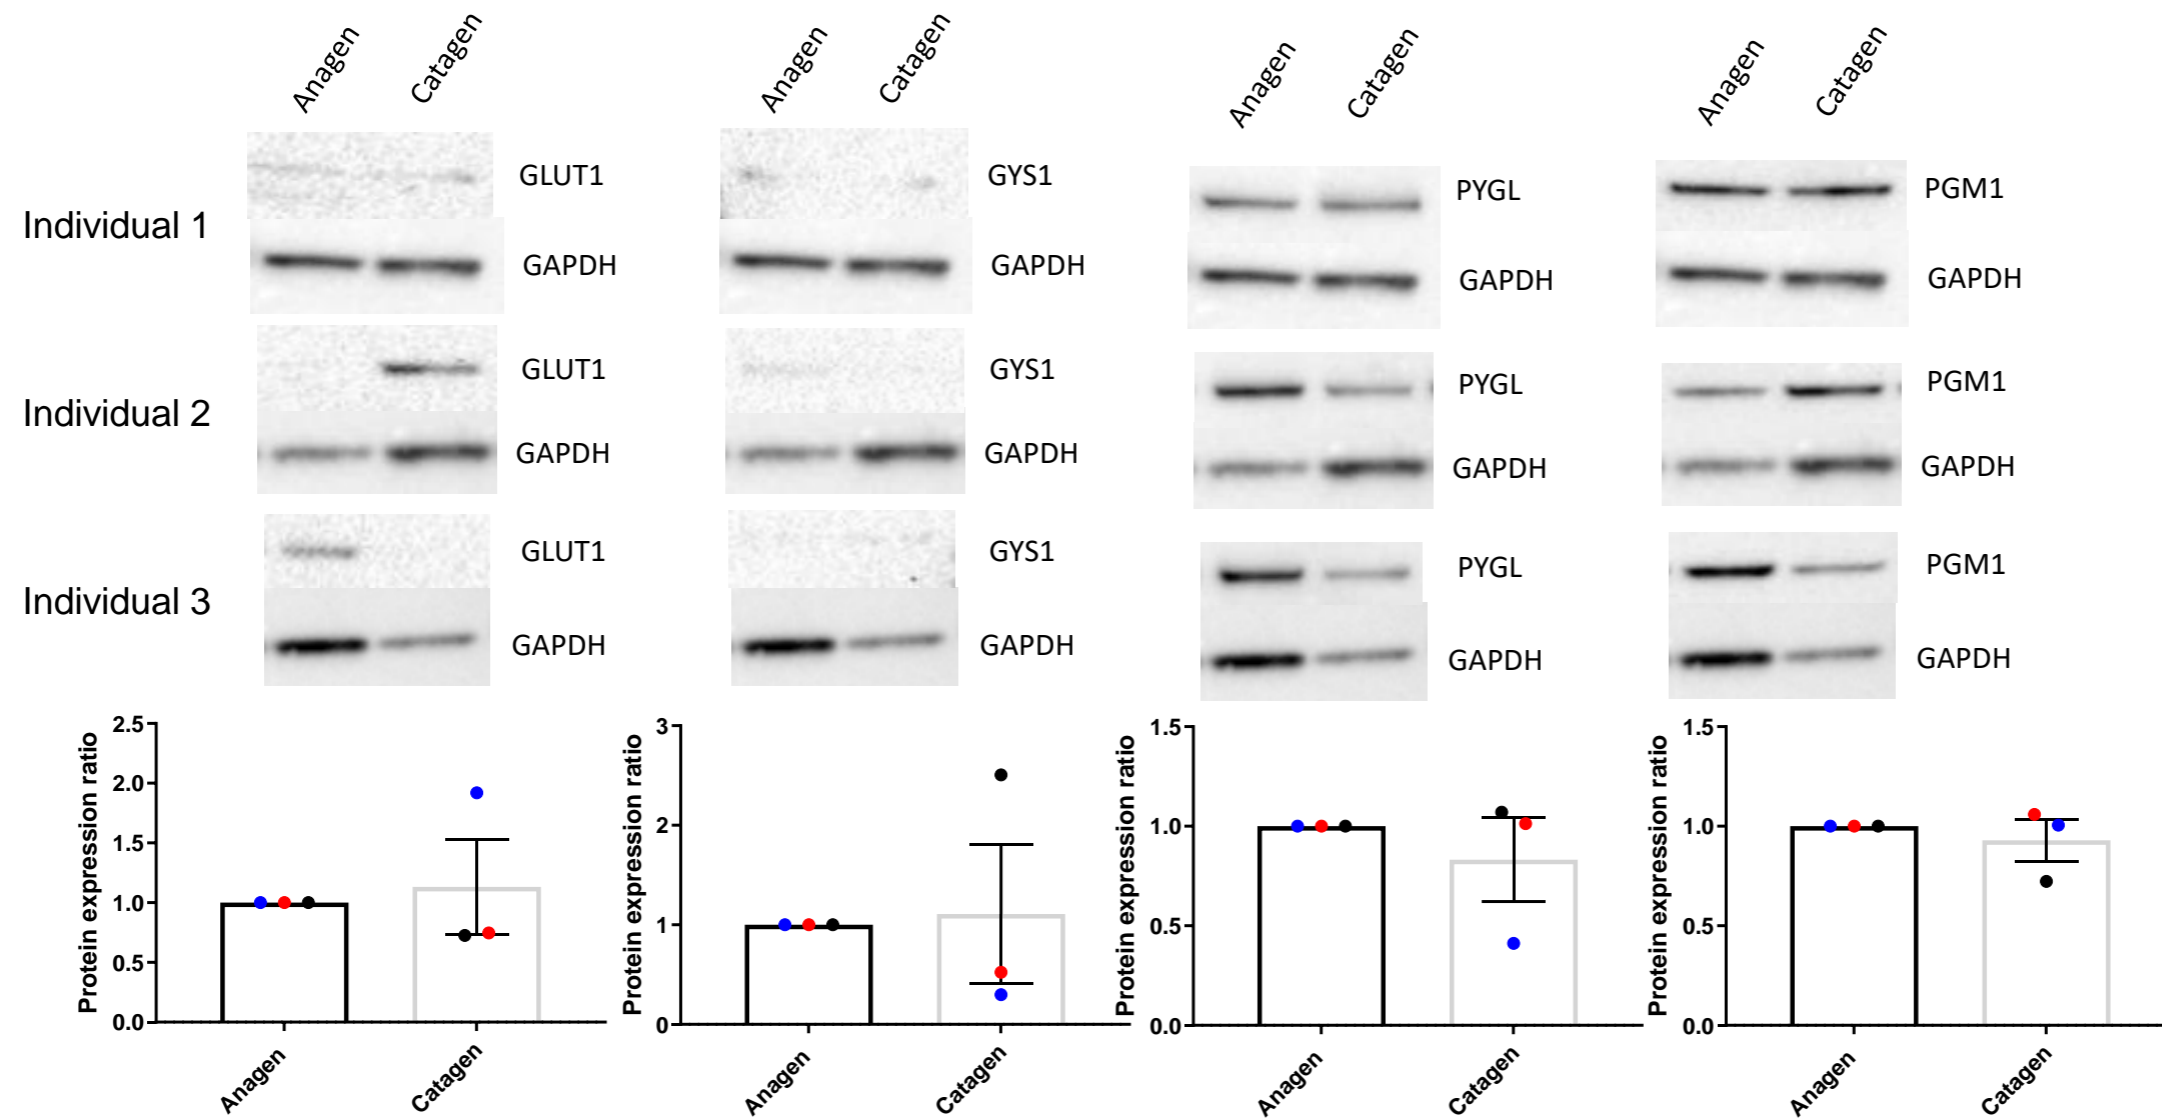 Anagen Catagen Anagen Catagen Anagen Catagen Anagen Catagen
Individual 1
GLUT1 GYS1 PYGL PGM1
GAPDH GAPDH GAPDH GAPDH
Individual 2
GLUT1 GYS1 PYGL PGM1
GAPDH GAPDH GAPDH GAPDH
Individual 3
GLUT1 GYS1 PYGL PGM1
GAPDH GAPDH GAPDH GAPDH
Protein expression ratio
2.5
2.0
1.5
1.0
0.5
0.0
Anagen Catagen
Protein expression ratio
3
2
1
0
Anagen Catagen
Protein expression ratio
1.5
1.0
0.5
0.0
Anagen Catagen
Protein expression ratio
1.5
1.0
0.5
0.0
Anagen Catagen